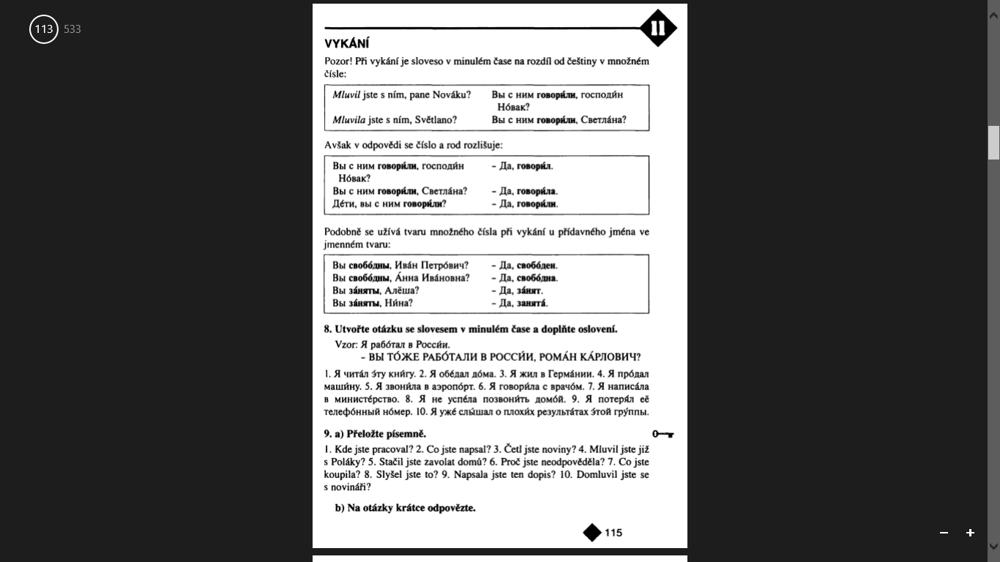 113 533
11
VYKÁNÍ
Pozor! Při vykání je sloveso v minulém čase na rozdíl od češtiny v množném
čísle:
Mluvil jste s ním, pane Nováku? Вы с ним говори́ли, господи́н
Но́вак?
Mluvila jste s ním, Světlano? Вы с ним говори́ли, Светла́на?
Avšak v odpovědi se číslo a rod rozlišuje:
Вы с ним говори́ли, господи́н – Да, говори́л.
Но́вак?
Вы с ним говори́ли, Светла́на? – Да, говори́ла.
Де́ти, вы с ним говори́ли? – Да, говори́ли.
Podobně se užívá tvaru množného čísla při vykání u přídavného jména ve
jmenném tvaru:
Вы свобо́дны, Ива́н Петро́вич? – Да, свобо́ден.
Вы свобо́дны, А́нна Ива́новна? – Да, свобо́дна.
Вы за́няты, Алёша? – Да, за́нят.
Вы за́няты, Ни́на? – Да, занята́.
8. Utvořte otázku se slovesem v minulém čase a doplňte oslovení.
Vzor: Я рабо́тал в Росси́и.
– ВЫ ТО́ЖЕ РАБО́ТАЛИ В РОССИ́И, РОМА́Н КА́РЛОВИЧ?
1. Я чита́л э́ту кни́гу. 2. Я обе́дал до́ма. 3. Я жил в Герма́нии. 4. Я про́дал
маши́ну. 5. Я звони́ла в аэропо́рт. 6. Я говори́ла с врачо́м. 7. Я написа́ла
в министе́рство. 8. Я не успе́ла позвони́ть домо́й. 9. Я потеря́л её
телефо́нный но́мер. 10. Я уже́ слы́шал о плохи́х результа́тах э́той гру́ппы.
9. a) Přeložte písemně.
1. Kde jste pracoval? 2. Co jste napsal? 3. Četl jste noviny? 4. Mluvil jste již
s Poláky? 5. Stačil jste zavolat domů? 6. Proč jste neodpověděla? 7. Co jste
koupila? 8. Slyšel jste to? 9. Napsala jste ten dopis? 10. Domluvil jste se
s novináři?
b) Na otázky krátce odpovězte.
115